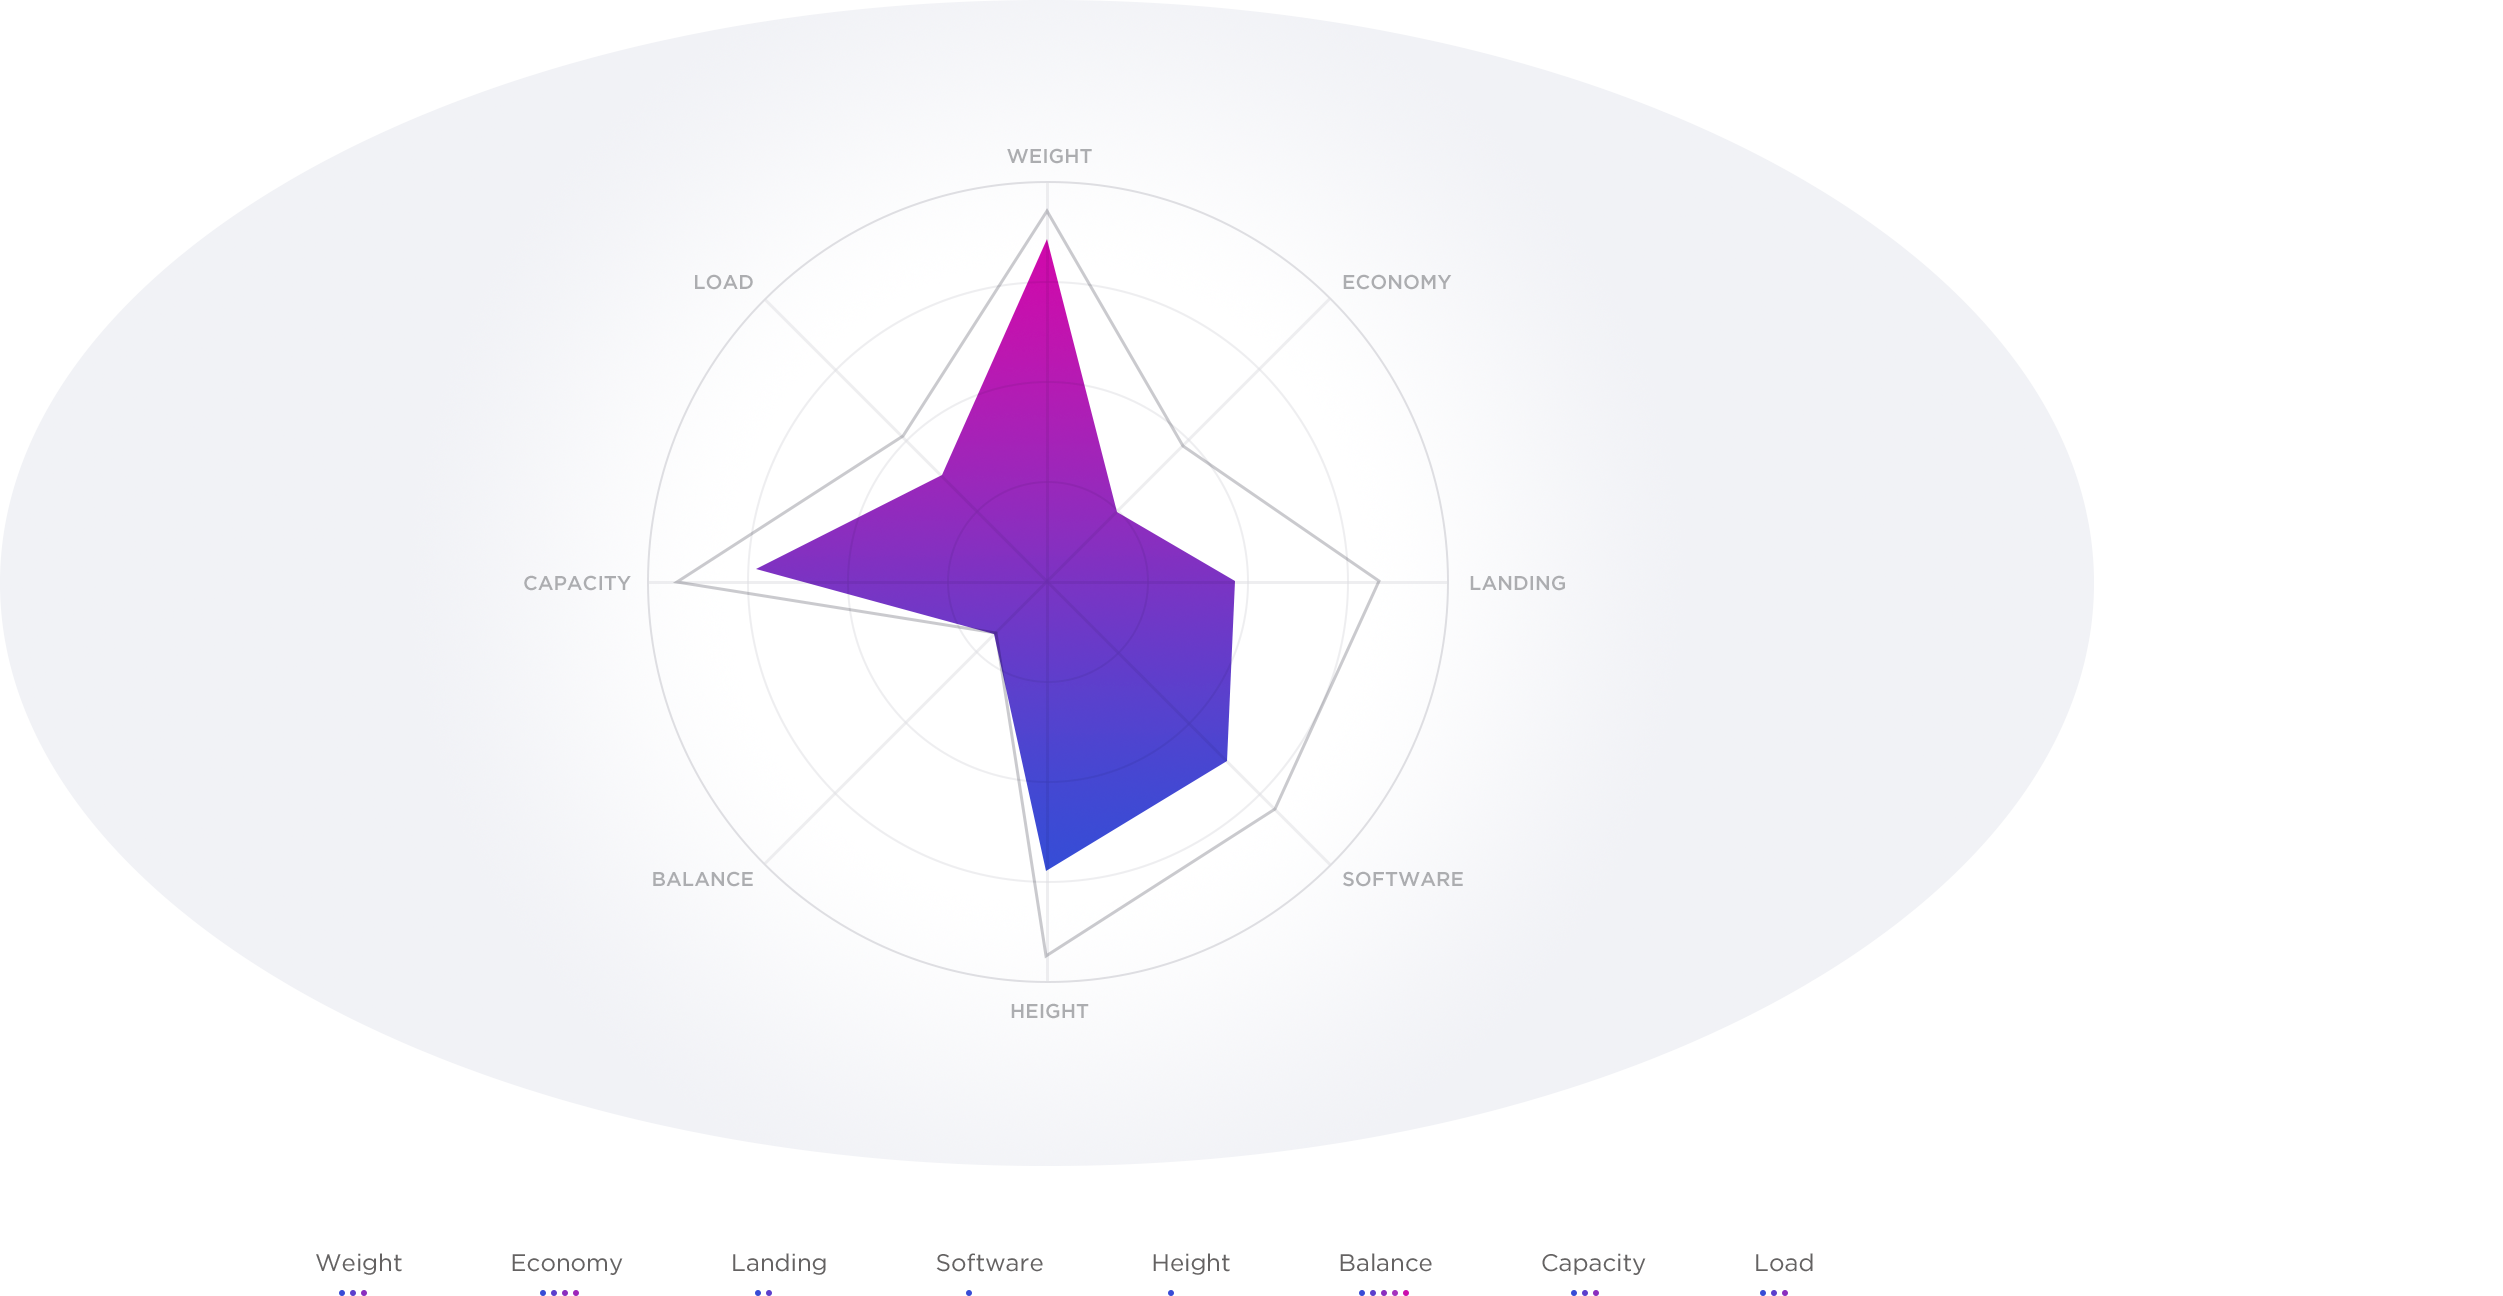 WEIGHT
LOAD
ECONOMY
CAPACITY
LANDING
BALANCE
SOFTWARE
HEIGHT
Weight Economy Landing Software Height Balance Capacity Load